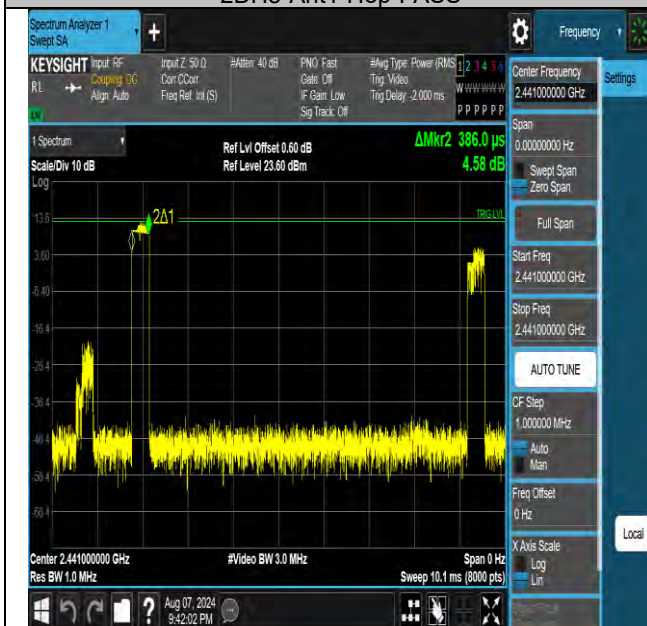 Spectrum Analyzer 1
Swept SA
Frequency
KEYSIGHT
RL
Input: RF
Coupling: DC
Align: Auto
Input Z: 50 Ω
Corr CCorr
Freq Ref: Int (S)
#Atten: 40 dB
PNO: Fast
Gate: Off
IF Gain: Low
Sig Track: Off
#Avg Type: Power (RMS
Trig: Video
Trig Delay: -2.000 ms
1 2 3 4 5 6
W W W W W W
P P P P P P
1 Spectrum
Scale/Div 10 dB
Log
Ref Lvl Offset 0.60 dB
Ref Level 23.60 dBm
ΔMkr2 386.0 µs
4.58 dB
2Δ1
TRIG LVL
13.6
3.60
-6.40
-16.4
-26.4
-36.4
-46.4
-56.4
-66.4
Center 2.441000000 GHz
Res BW 1.0 MHz
#Video BW 3.0 MHz
Span 0 Hz
Sweep 10.1 ms (8000 pts)
Aug 07, 2024
9:42:02 PM
Center Frequency
2.441000000 GHz
Span
0.00000000 Hz
Swept Span
Zero Span
Full Span
Start Freq
2.441000000 GHz
Stop Freq
2.441000000 GHz
AUTO TUNE
CF Step
1.000000 MHz
Auto
Man
Freq Offset
0 Hz
X Axis Scale
Log
Lin
Settings
Local